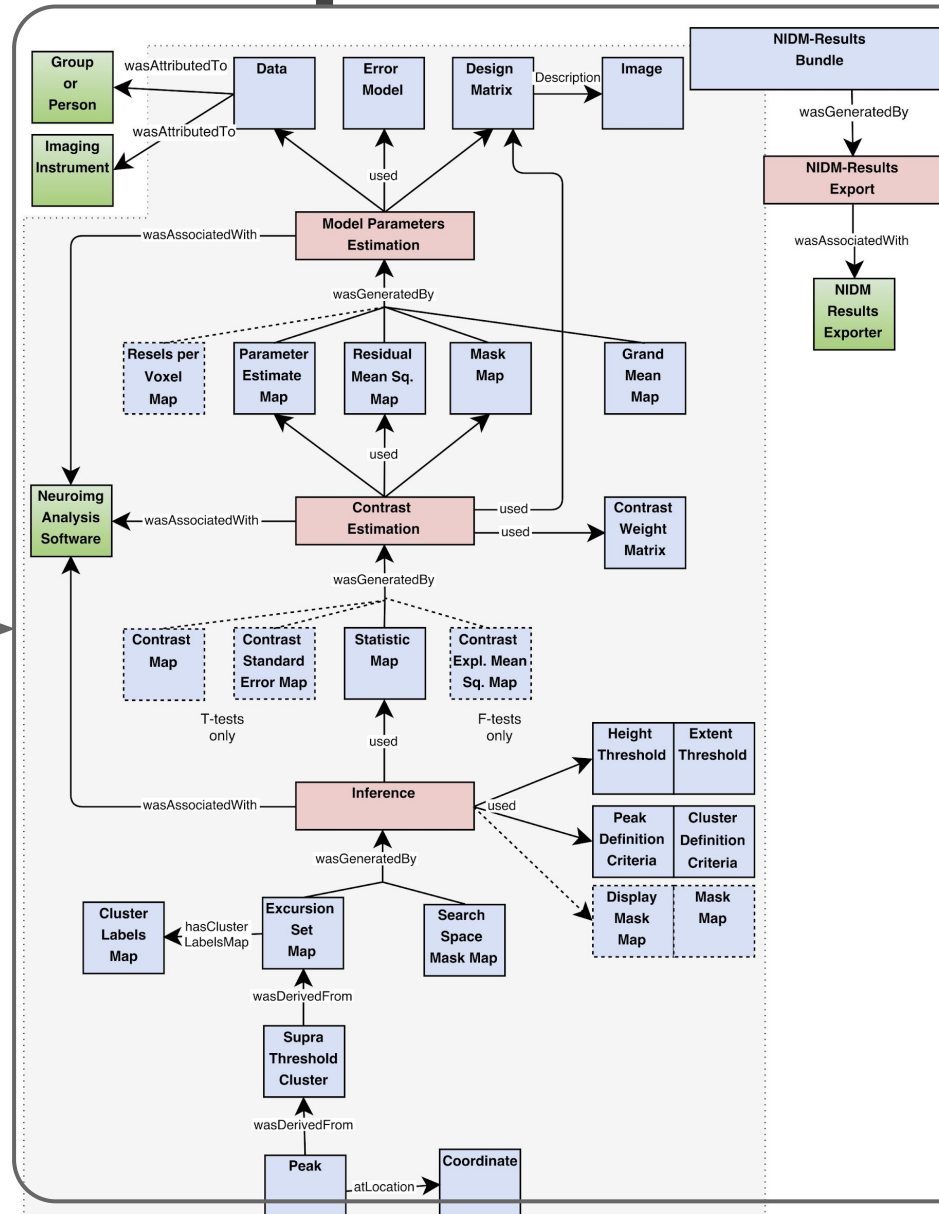 Group
or
Person
wasAttributedTo
wasAttributedTo
Imaging
Instrument
Data
Error
Model
Design
Matrix
Description
Image
NIDM-Results
Bundle
wasGeneratedBy
NIDM-Results
Export
wasAssociatedWith
NIDM
Results
Exporter
used
Model Parameters
Estimation
wasAssociatedWith
wasGeneratedBy
Resels per
Voxel
Map
Parameter
Estimate
Map
Residual
Mean Sq.
Map
Mask
Map
Grand
Mean
Map
used
Neuroimg
Analysis
Software
wasAssociatedWith
Contrast
Estimation
used
used
Contrast
Weight
Matrix
wasGeneratedBy
Contrast
Map
Contrast
Standard
Error Map
Statistic
Map
Contrast
Expl. Mean
Sq. Map
T-tests
only
F-tests
only
used
Height
Threshold
Extent
Threshold
wasAssociatedWith
Inference
used
Peak
Definition
Criteria
Cluster
Definition
Criteria
Display
Mask
Map
Mask
Map
wasGeneratedBy
Cluster
Labels
Map
hasCluster
LabelsMap
Excursion
Set
Map
Search
Space
Mask Map
wasDerivedFrom
Supra
Threshold
Cluster
wasDerivedFrom
Peak
atLocation
Coordinate